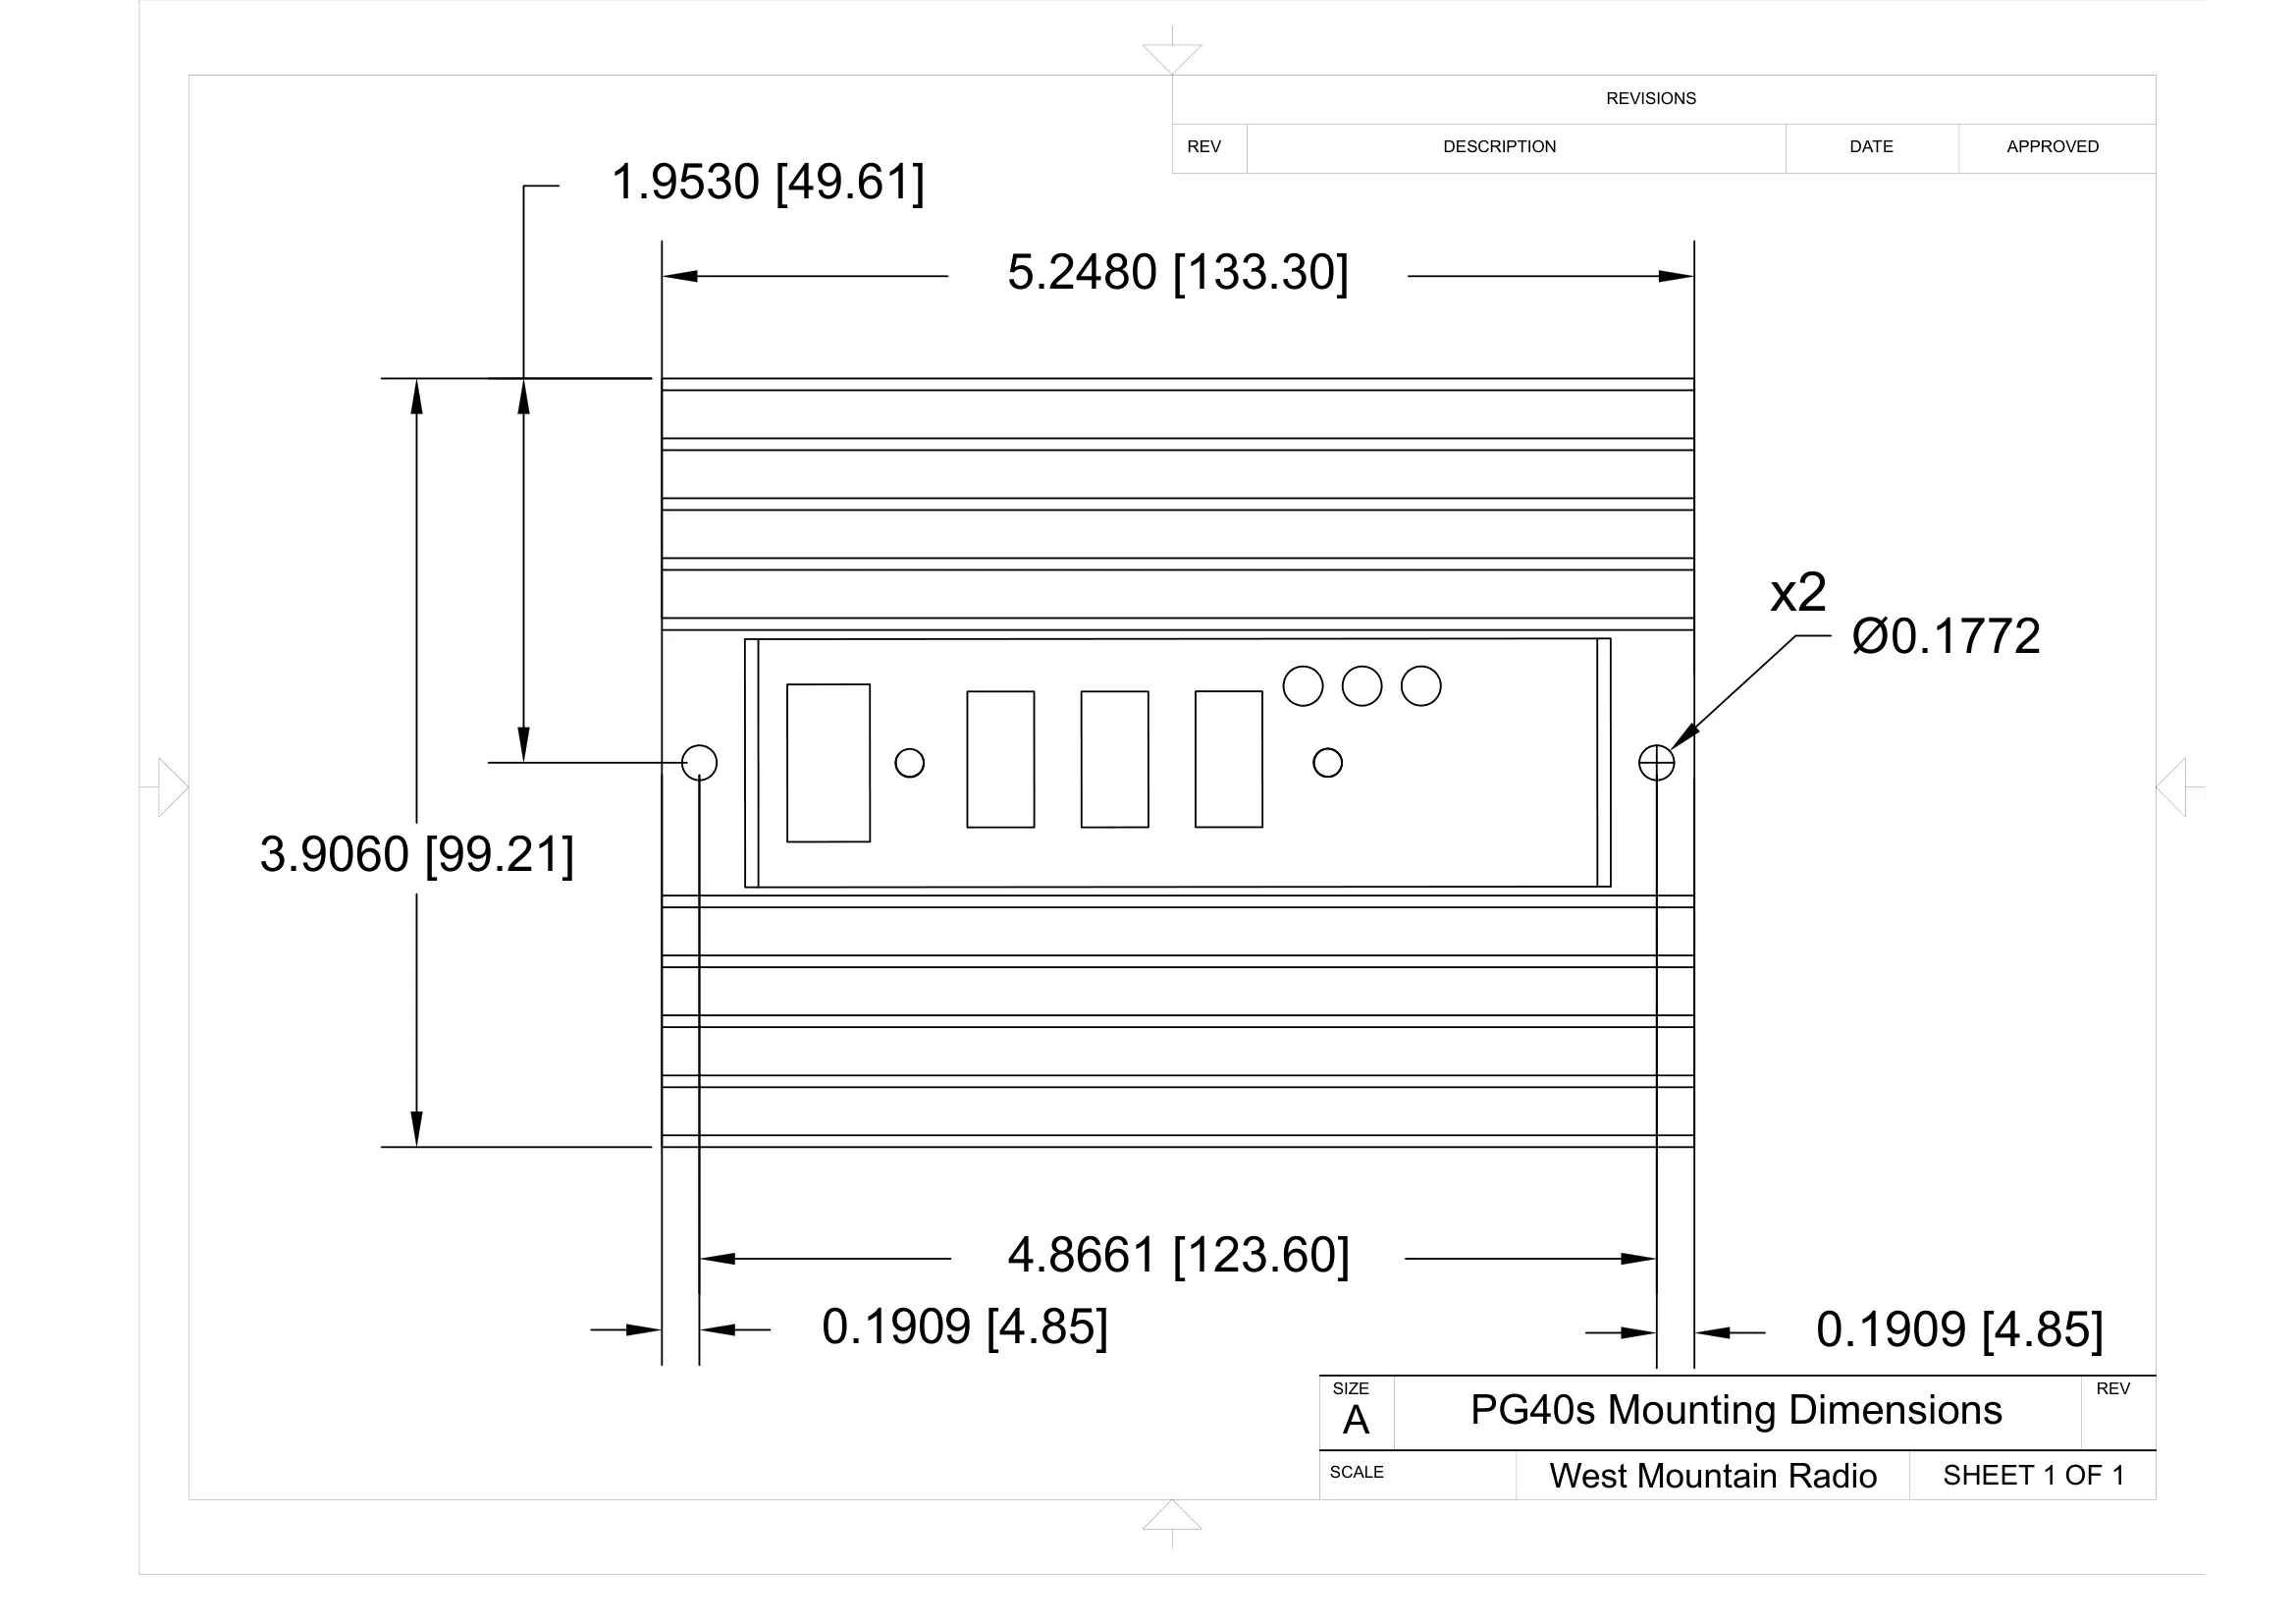 REVISIONS
REV DESCRIPTION DATE APPROVED
1.9530 [49.61]
5.2480 [133.30]
x2
Ø0.1772
3.9060 [99.21]
4.8661 [123.60]
0.1909 [4.85]
0.1909 [4.85]
SIZE
A
PG40s Mounting Dimensions
REV
SCALE
West Mountain Radio
SHEET 1 OF 1